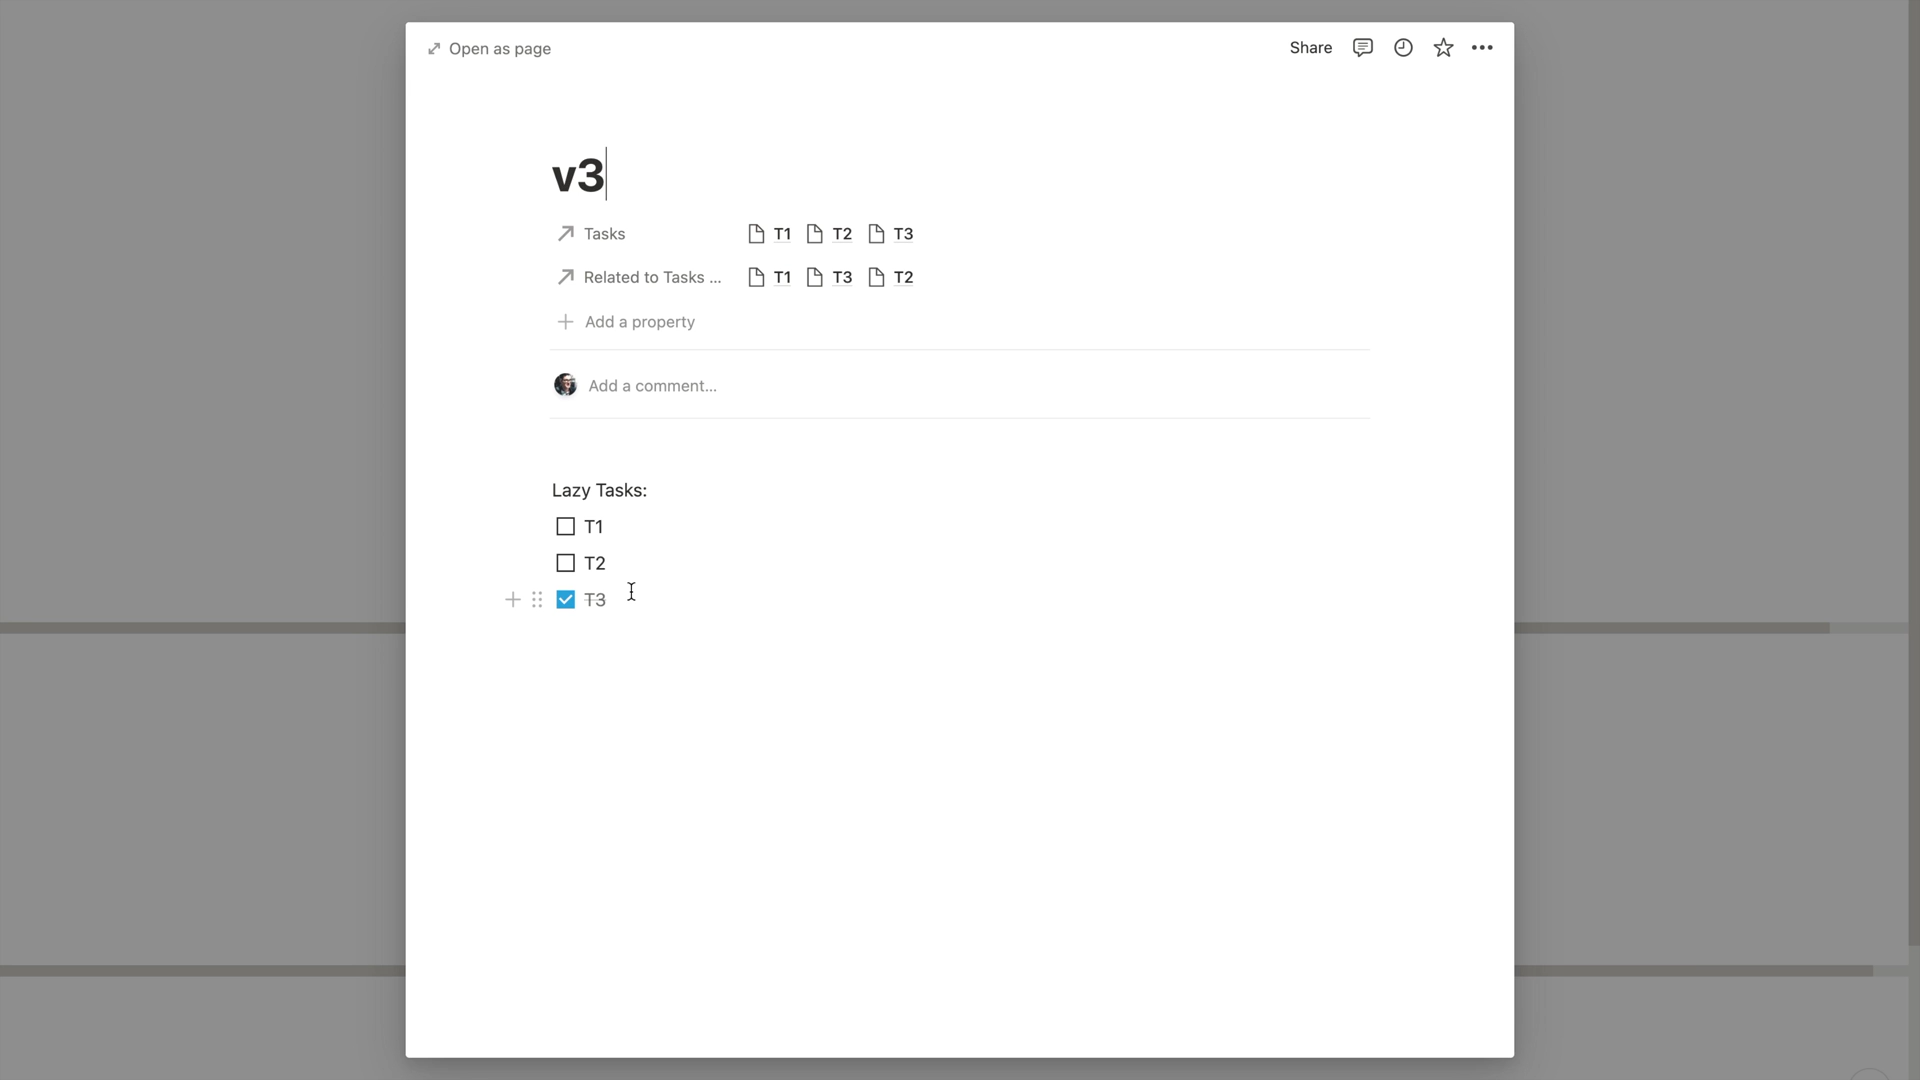 Open as page Share
v3
Tasks T1 T2 T3
Related to Tasks ... T1 T3 T2
Add a property
Add a comment...
Lazy Tasks:
T1
T2
T3